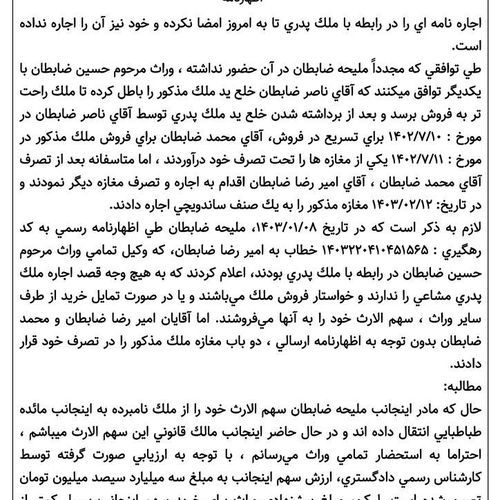 اجاره نامه اي را در رابطه با ملك پدري تا به امروز امضا نكرده و خود نيز آن را اجاره نداده
است.
طي توافقي كه مجدداً مليحه ضابطان در آن حضور نداشته ، وراث مرحوم حسين ضابطان با
يكديگر توافق ميكنند كه آقاي ناصر ضابطان خلع يد ملك مذكور را باطل كرده تا ملك راحت
تر به فروش برسد و بعد از برداشته شدن خلع يد ملك پدري توسط آقاي ناصر ضابطان در
مورخ : ۱۴۰۲/۷/۱۰ براي تسريع در فروش، آقاي محمد ضابطان براي فروش ملك مذكور در
مورخ : ۱۴۰۲/۷/۱۱ يكي از مغازه ها را تحت تصرف خود درآوردند ، اما متاسفانه بعد از تصرف
آقاي محمد ضابطان ، آقاي امير رضا ضابطان اقدام به اجاره و تصرف مغازه ديگر نمودند و
در تاريخ: ۱۴۰۳/۰۲/۱۲ مغازه مذكور را به يك صنف ساندويچي اجاره دادند.
لازم به ذكر است كه در تاريخ ۱۴۰۳/۰۱/۰۸، مليحه ضابطان طي اظهارنامه رسمي به كد
رهگيري : ۱۴۰۳۲۲۰۴۱۰۴۵۱۵۶۵ خطاب به امير رضا ضابطان، كه وكيل تمامي وراث مرحوم
حسين ضابطان در رابطه با ملك پدري بودند، اعلام كردند كه به هيچ وجه قصد اجاره ملك
پدري مشاعي را ندارند و خواستار فروش ملك مي‌باشند و يا در صورت تمايل خريد از طرف
ساير وراث ، سهم الارث خود را به آنها مي‌فروشند. اما آقايان امير رضا ضابطان و محمد
ضابطان بدون توجه به اظهارنامه ارسالي ، دو باب مغازه ملك مذكور را در تصرف خود قرار
دادند.
مطالبه:
حال كه مادر اينجانب مليحه ضابطان سهم الارث خود را از ملك نامبرده به اينجانب مائده
طباطبايي انتقال داده اند و در حال حاضر مالك قانوني اين سهم الارث اينجانب ميباشم ،
احتراما به استحضار تمامي وراث مي‌رسانم ، با توجه به ارزيابي صورت گرفته توسط
كارشناس رسمي دادگستري، ارزش سهم اينجانب به مبلغ سه ميليارد سيصد ميليون تومان